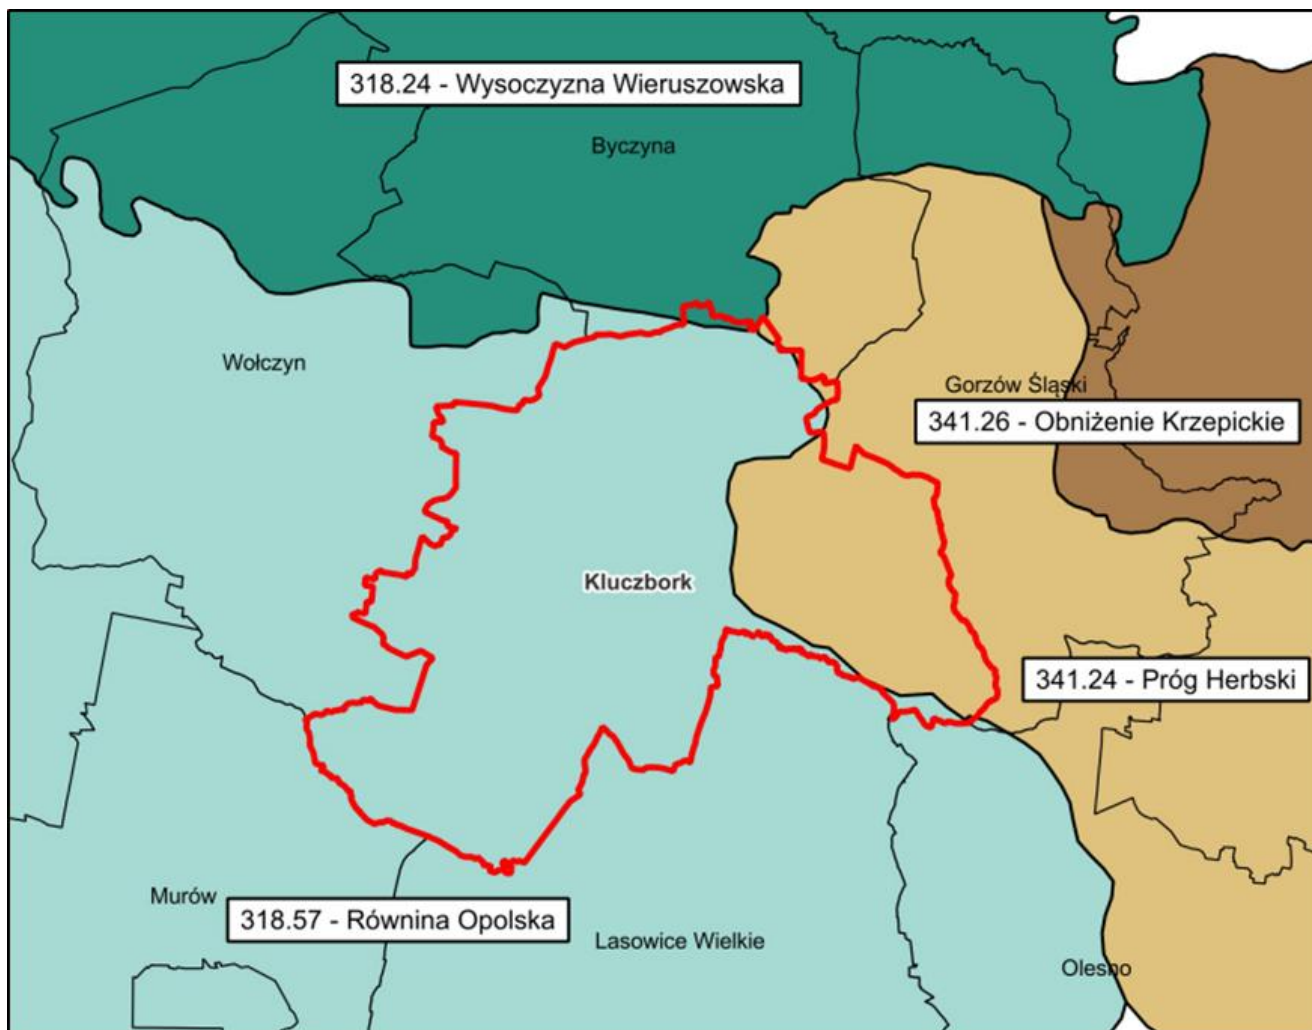 318.24 - Wysoczyzna Wieruszowska
Byczyna
Wołczyn
Gorzów Śląski
341.26 - Obniżenie Krzepickie
Kluczbork
341.24 - Próg Herbski
Murów
318.57 - Równina Opolska
Lasowice Wielkie
Olesno